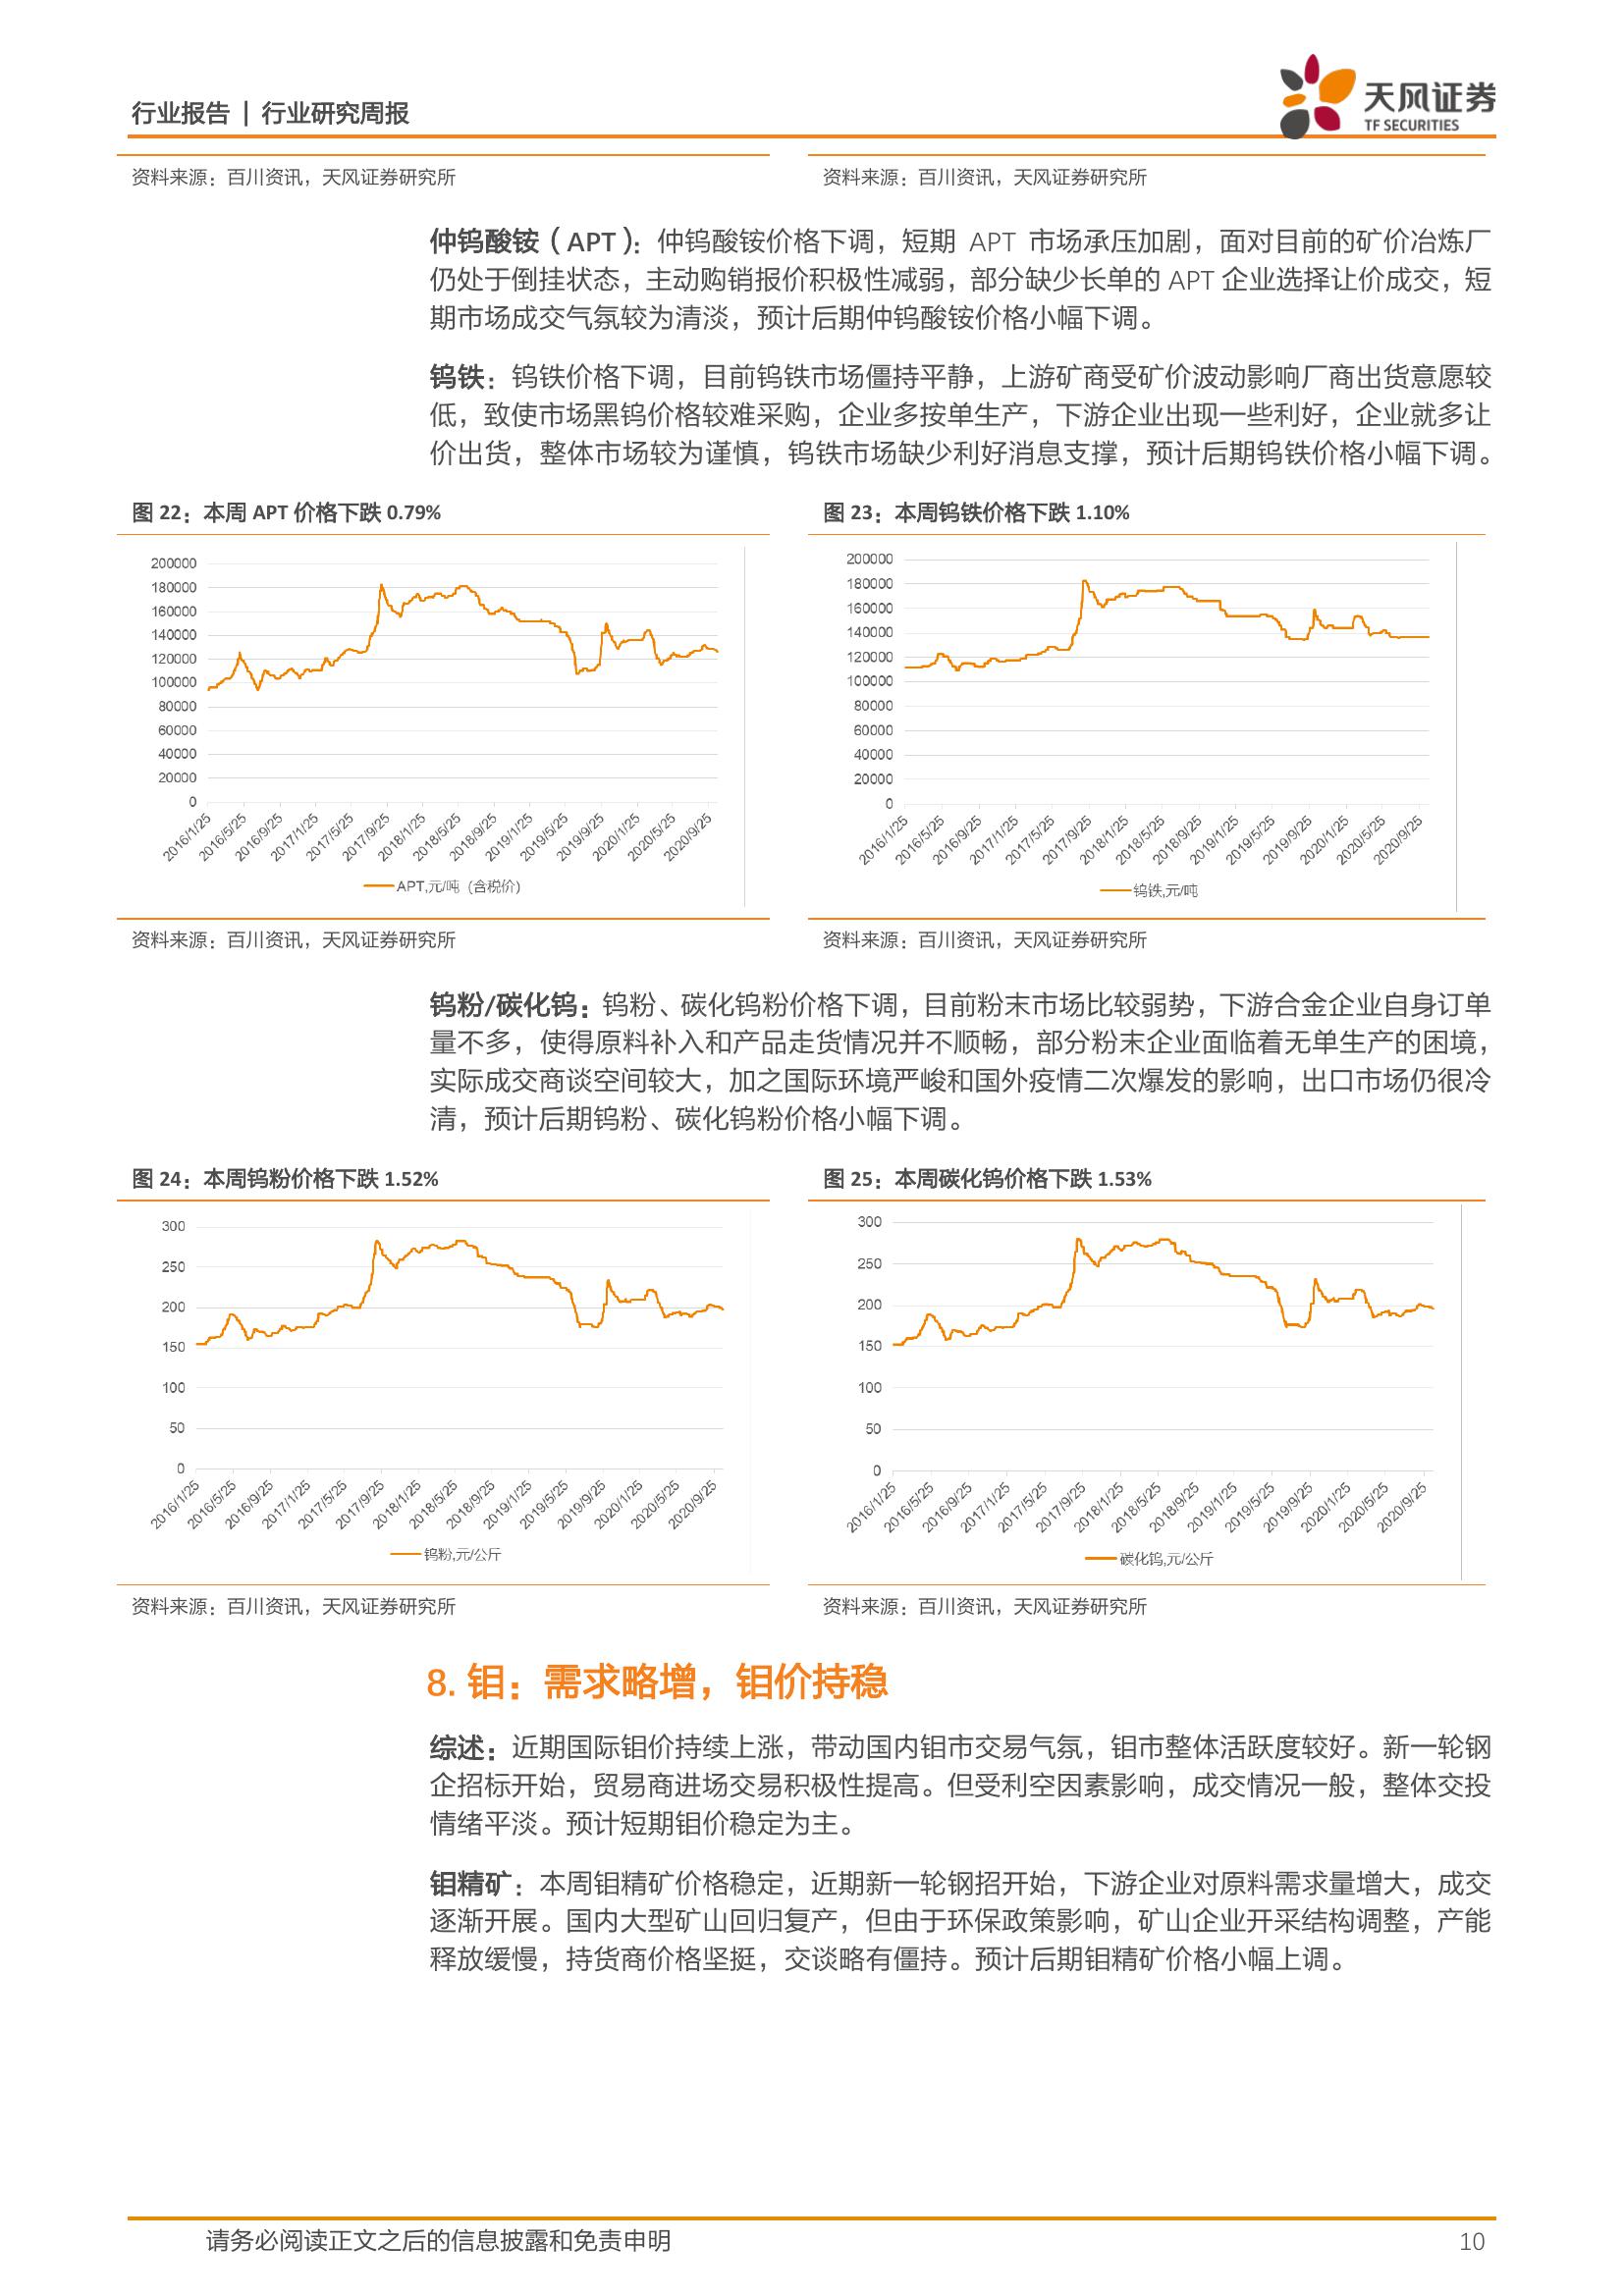 行业报告 | 行业研究周报
天风证券
TF SECURITIES
资料来源：百川资讯，天风证券研究所
资料来源：百川资讯，天风证券研究所
仲钨酸铵（APT）：仲钨酸铵价格下调，短期 APT 市场承压加剧，面对目前的矿价冶炼厂
仍处于倒挂状态，主动购销报价积极性减弱，部分缺少长单的 APT 企业选择让价成交，短
期市场成交气氛较为清淡，预计后期仲钨酸铵价格小幅下调。
钨铁：钨铁价格下调，目前钨铁市场僵持平静，上游矿商受矿价波动影响厂商出货意愿较
低，致使市场黑钨价格较难采购，企业多按单生产，下游企业出现一些利好，企业就多让
价出货，整体市场较为谨慎，钨铁市场缺少利好消息支撑，预计后期钨铁价格小幅下调。
图 22：本周 APT 价格下跌 0.79%
200000
180000
160000
140000
120000
100000
80000
60000
40000
20000
0
2016/1/25
2016/5/25
2016/9/25
2017/1/25
2017/5/25
2017/9/25
2018/1/25
2018/5/25
2018/9/25
2019/1/25
2019/5/25
2019/9/25
2020/1/25
2020/5/25
2020/9/25
APT,元/吨（含税价）
资料来源：百川资讯，天风证券研究所
图 23：本周钨铁价格下跌 1.10%
200000
180000
160000
140000
120000
100000
80000
60000
40000
20000
0
2016/1/25
2016/5/25
2016/9/25
2017/1/25
2017/5/25
2017/9/25
2018/1/25
2018/5/25
2018/9/25
2019/1/25
2019/5/25
2019/9/25
2020/1/25
2020/5/25
2020/9/25
钨铁,元/吨
资料来源：百川资讯，天风证券研究所
钨粉/碳化钨：钨粉、碳化钨粉价格下调，目前粉末市场比较弱势，下游合金企业自身订单
量不多，使得原料补入和产品走货情况并不顺畅，部分粉末企业面临着无单生产的困境，
实际成交商谈空间较大，加之国际环境严峻和国外疫情二次爆发的影响，出口市场仍很冷
清，预计后期钨粉、碳化钨粉价格小幅下调。
图 24：本周钨粉价格下跌 1.52%
300
250
200
150
100
50
0
2016/1/25
2016/5/25
2016/9/25
2017/1/25
2017/5/25
2017/9/25
2018/1/25
2018/5/25
2018/9/25
2019/1/25
2019/5/25
2019/9/25
2020/1/25
2020/5/25
2020/9/25
钨粉,元/公斤
资料来源：百川资讯，天风证券研究所
图 25：本周碳化钨价格下跌 1.53%
300
250
200
150
100
50
0
2016/1/25
2016/5/25
2016/9/25
2017/1/25
2017/5/25
2017/9/25
2018/1/25
2018/5/25
2018/9/25
2019/1/25
2019/5/25
2019/9/25
2020/1/25
2020/5/25
2020/9/25
碳化钨,元/公斤
资料来源：百川资讯，天风证券研究所
8. 钼：需求略增，钼价持稳
综述：近期国际钼价持续上涨，带动国内钼市交易气氛，钼市整体活跃度较好。新一轮钢
企招标开始，贸易商进场交易积极性提高。但受利空因素影响，成交情况一般，整体交投
情绪平淡。预计短期钼价稳定为主。
钼精矿：本周钼精矿价格稳定，近期新一轮钢招开始，下游企业对原料需求量增大，成交
逐渐开展。国内大型矿山回归复产，但由于环保政策影响，矿山企业开采结构调整，产能
释放缓慢，持货商价格坚挺，交谈略有僵持。预计后期钼精矿价格小幅上调。
请务必阅读正文之后的信息披露和免责申明
10